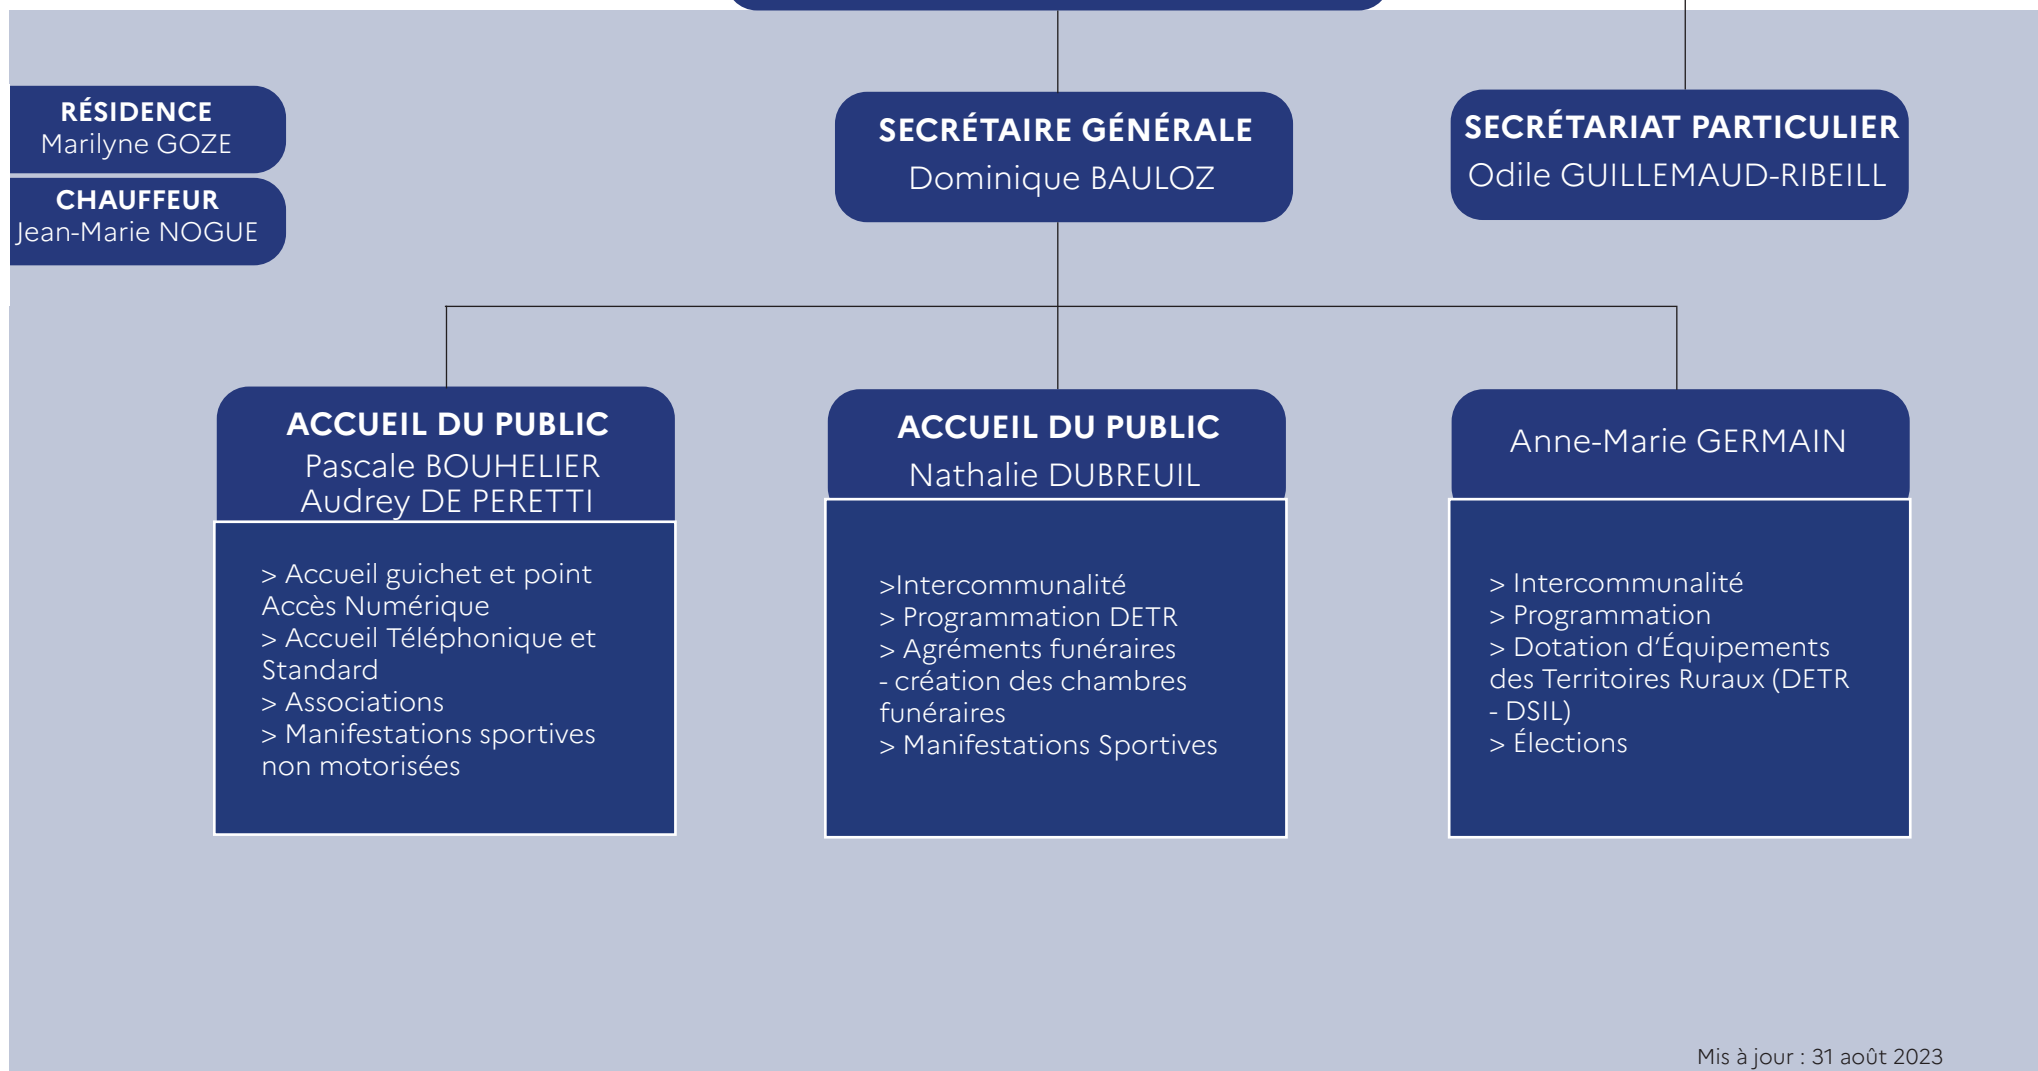 RÉSIDENCE
Marilyne GOZE
CHAUFFEUR
Jean-Marie NOGUE
SECRÉTAIRE GÉNÉRALE
Dominique BAULOZ
SECRÉTARIAT PARTICULIER
Odile GUILLEMAUD-RIBEILL
ACCUEIL DU PUBLIC
Pascale BOUHELIER
Audrey DE PERETTI
> Accueil guichet et point
Accès Numérique
> Accueil Téléphonique et
Standard
> Associations
> Manifestations sportives
non motorisées
ACCUEIL DU PUBLIC
Nathalie DUBREUIL
>Intercommunalité
> Programmation DETR
> Agréments funéraires
- création des chambres
funéraires
> Manifestations Sportives
Anne-Marie GERMAIN
> Intercommunalité
> Programmation
> Dotation d’Équipements
des Territoires Ruraux (DETR
- DSIL)
> Élections
Mis à jour : 31 août 2023